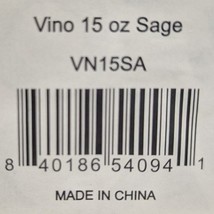 Vino 15 oz Sage
VN15SA
8 40186 54094 1
MADE IN CHINA